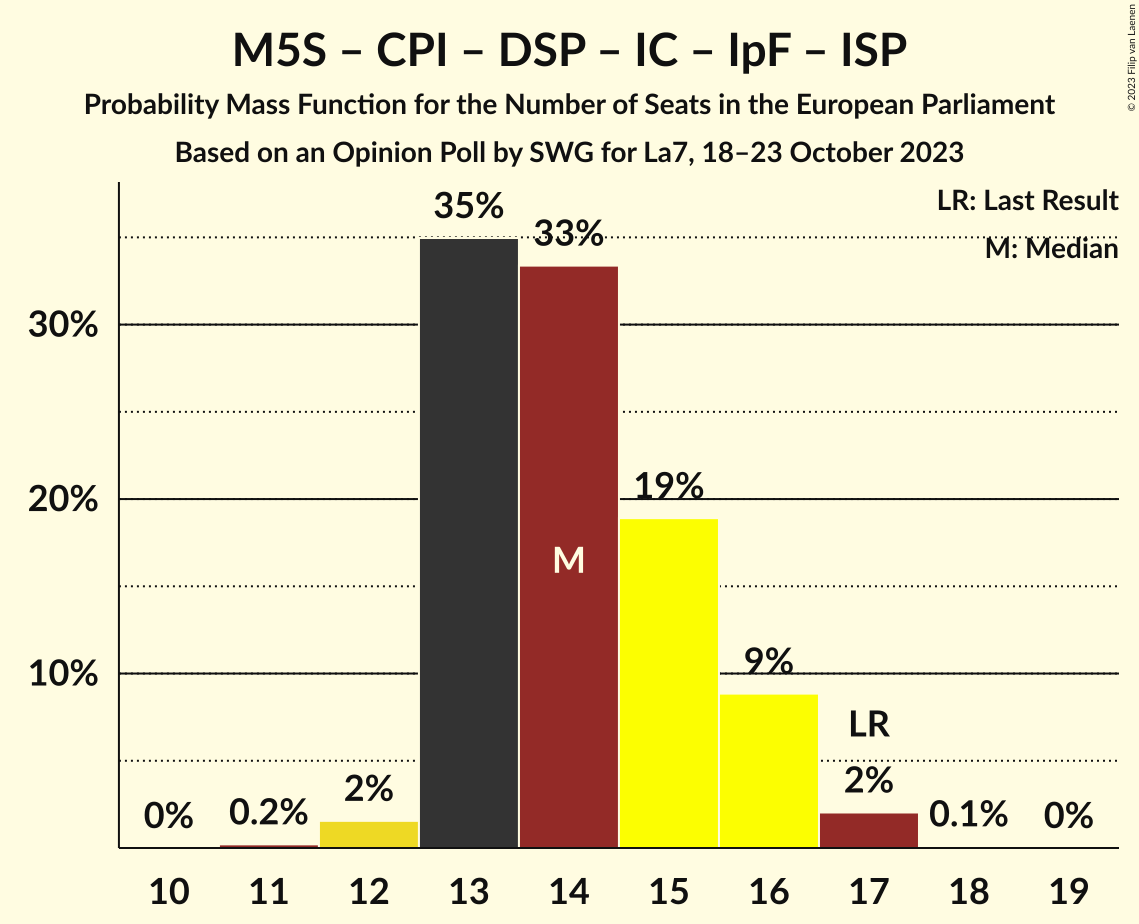 M5S – CPI – DSP – IC – IpF – ISP
Probability Mass Function for the Number of Seats in the European Parliament
Based on an Opinion Poll by SWG for La7, 18–23 October 2023
© 2023 Filip van Laenen
LR: Last Result
M: Median
35%
33%
30%
19%
20%
M
9%
10%
LR
2%
2%
0%
0.2%
0.1%
0%
10 11 12 13 14 15 16 17 18 19